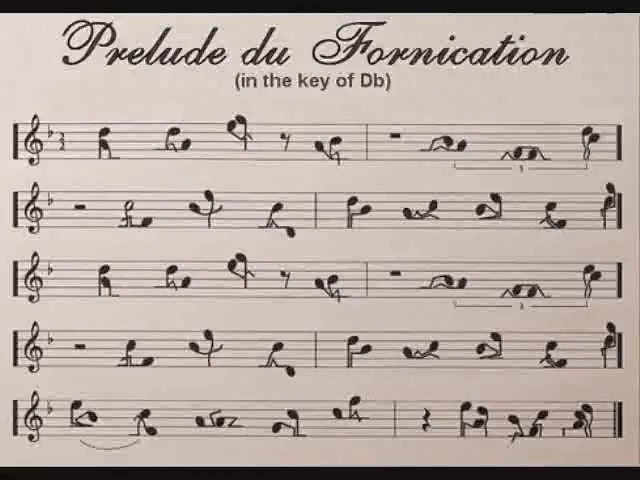 Prelude du Fornication
(in the key of Db)